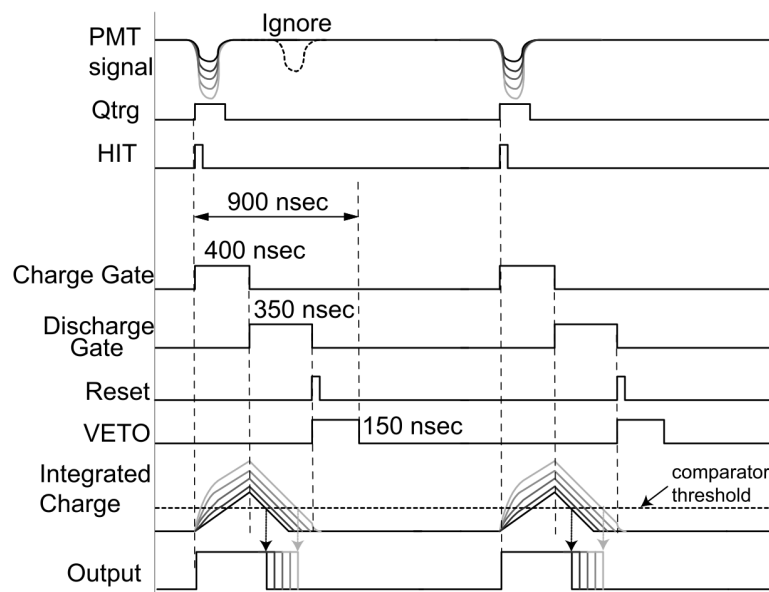 PMT
signal
Ignore
Qtrg
HIT
900 nsec
400 nsec
Charge Gate
350 nsec
Discharge
Gate
Reset
VETO
150 nsec
Integrated
Charge
comparator
threshold
Output